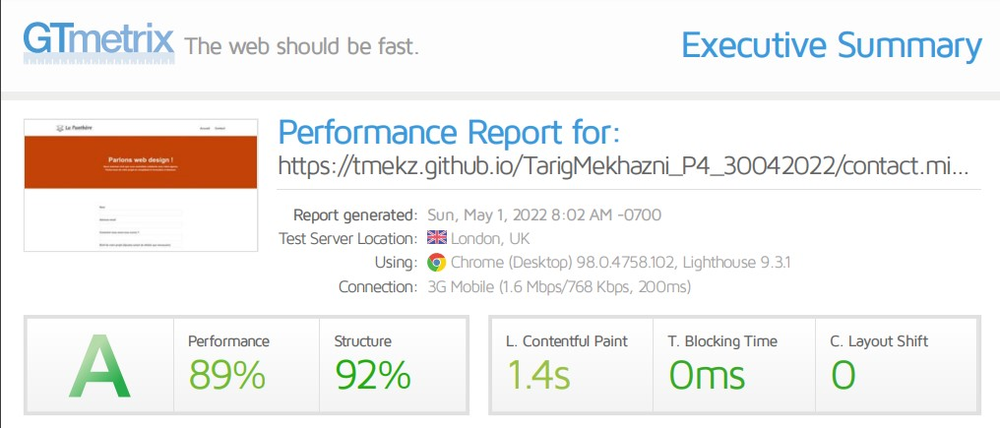 GTmetrix The web should be fast.
Executive Summary
La Panthère
Accueil Contact
Parlons web design !
Performance Report for:
https://tmekz.github.io/TarigMekhazni_P4_30042022/contact.mi...
Report generated: Sun, May 1, 2022 8:02 AM -0700
Test Server Location: London, UK
Using: Chrome (Desktop) 98.0.4758.102, Lighthouse 9.3.1
Connection: 3G Mobile (1.6 Mbps/768 Kbps, 200ms)
A
Performance
89%
Structure
92%
L. Contentful Paint
1.4s
T. Blocking Time
0ms
C. Layout Shift
0